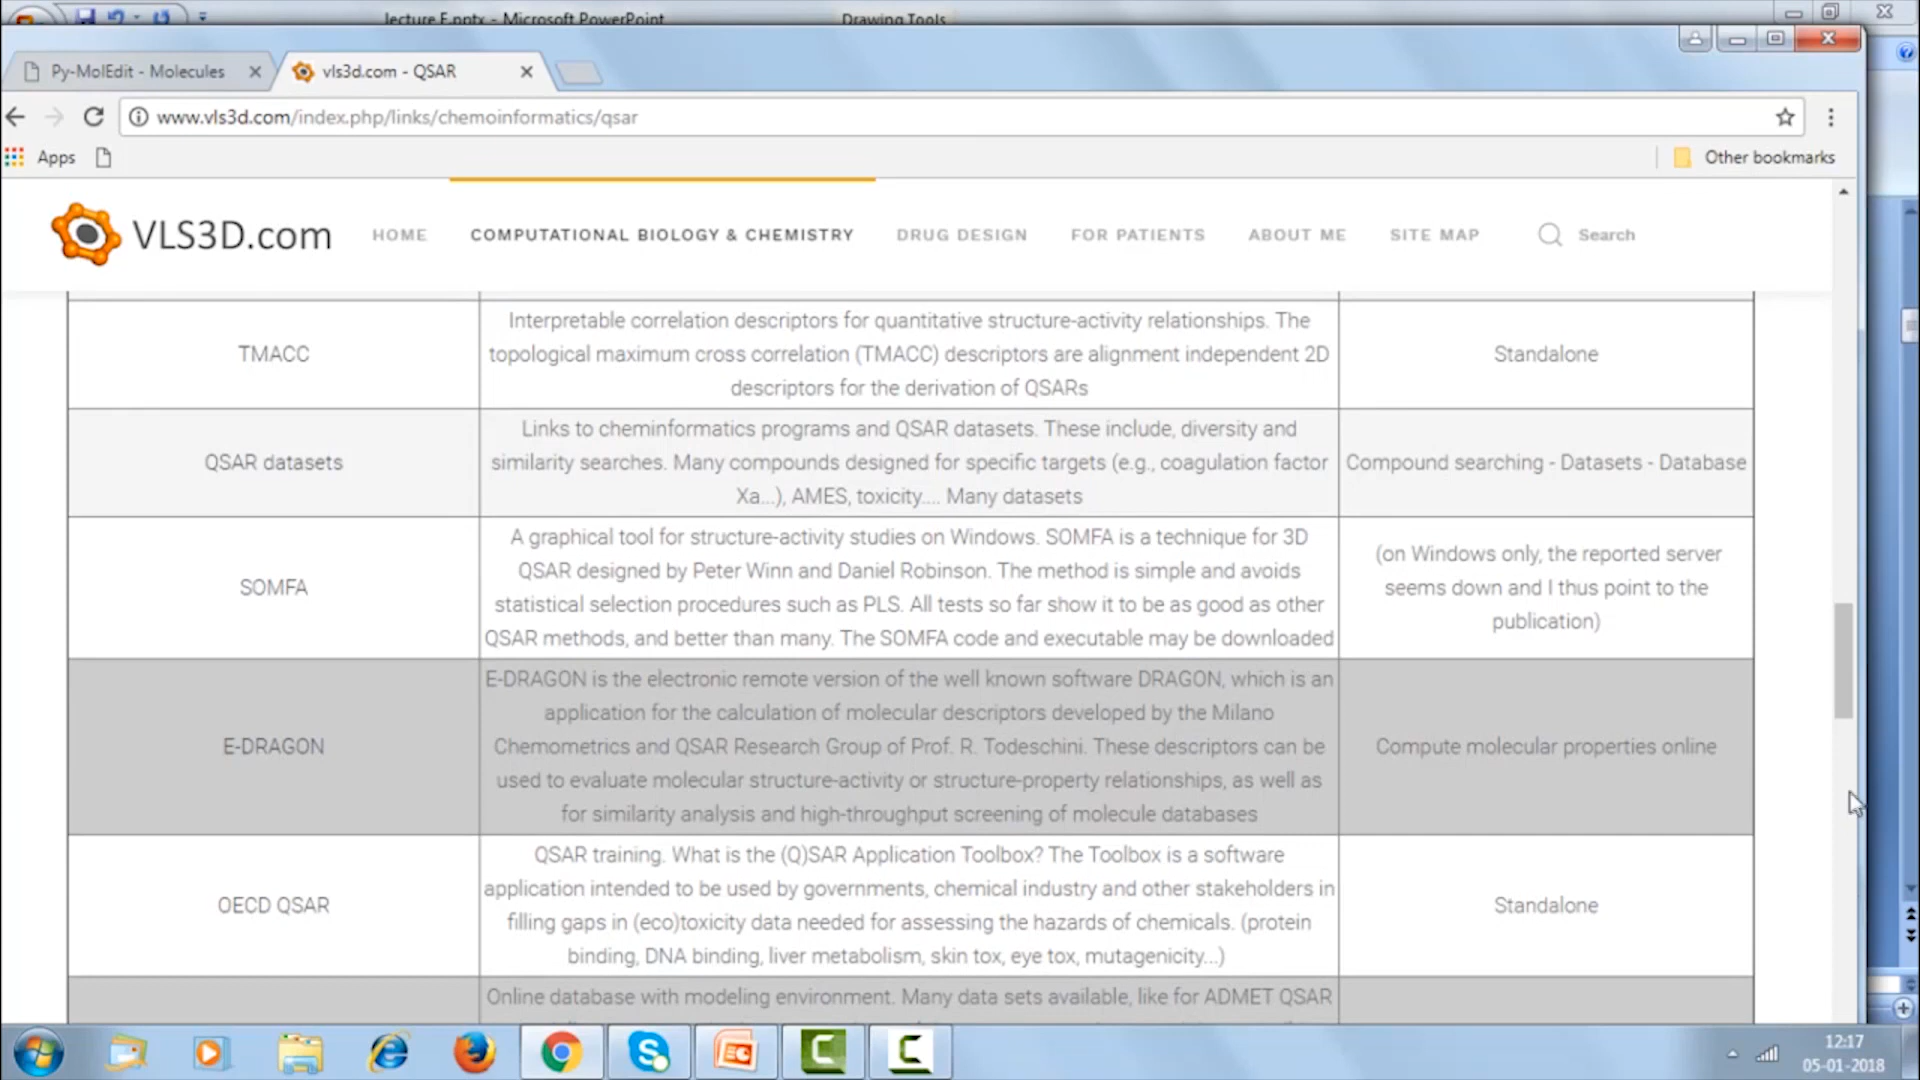 lecture F.pptx - Microsoft PowerPoint
Drawing Tools
Py-MolEdit - Molecules
vls3d.com - QSAR
www.vls3d.com/index.php/links/chemoinformatics/qsar
Apps
Other bookmarks
VLS3D.com
HOME
COMPUTATIONAL BIOLOGY & CHEMISTRY
DRUG DESIGN
FOR PATIENTS
ABOUT ME
SITE MAP
Search
TMACC
Interpretable correlation descriptors for quantitative structure-activity relationships. The
topological maximum cross correlation (TMACC) descriptors are alignment independent 2D
descriptors for the derivation of QSARs
Standalone
QSAR datasets
Links to cheminformatics programs and QSAR datasets. These include, diversity and
similarity searches. Many compounds designed for specific targets (e.g., coagulation factor
Xa...), AMES, toxicity.... Many datasets
Compound searching - Datasets - Database
SOMFA
A graphical tool for structure-activity studies on Windows. SOMFA is a technique for 3D
QSAR designed by Peter Winn and Daniel Robinson. The method is simple and avoids
statistical selection procedures such as PLS. All tests so far show it to be as good as other
QSAR methods, and better than many. The SOMFA code and executable may be downloaded
(on Windows only, the reported server
seems down and I thus point to the
publication)
E-DRAGON
E-DRAGON is the electronic remote version of the well known software DRAGON, which is an
application for the calculation of molecular descriptors developed by the Milano
Chemometrics and QSAR Research Group of Prof. R. Todeschini. These descriptors can be
used to evaluate molecular structure-activity or structure-property relationships, as well as
for similarity analysis and high-throughput screening of molecule databases
Compute molecular properties online
OECD QSAR
QSAR training. What is the (Q)SAR Application Toolbox? The Toolbox is a software
application intended to be used by governments, chemical industry and other stakeholders in
filling gaps in (eco)toxicity data needed for assessing the hazards of chemicals. (protein
binding, DNA binding, liver metabolism, skin tox, eye tox, mutagenicity...)
Standalone
Online database with modeling environment. Many data sets available, like for ADMET QSAR
12:17
05-01-2018